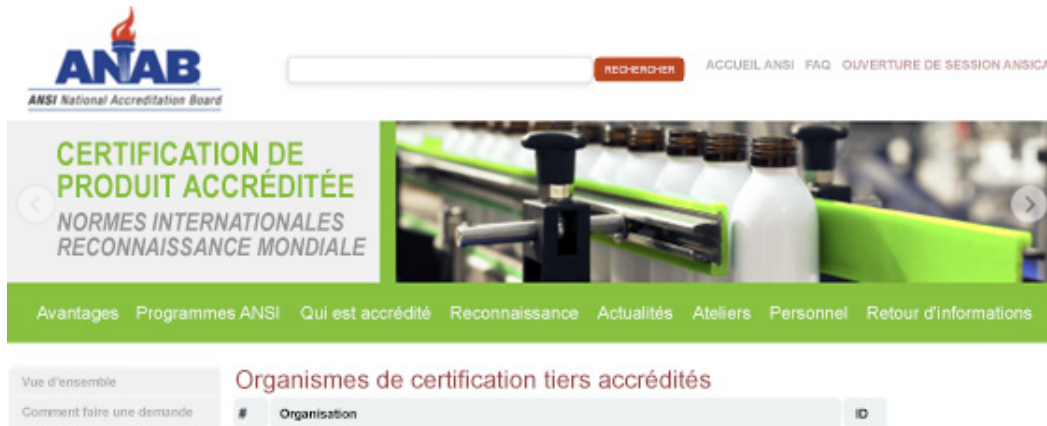 ANAB
ANSI National Accreditation Board
RECHERCHER
ACCUEIL ANSI FAQ OUVERTURE DE SESSION ANSICA
CERTIFICATION DE
PRODUIT ACCRÉDITÉE
NORMES INTERNATIONALES
RECONNAISSANCE MONDIALE
Avantages Programmes ANSI Qui est accrédité Reconnaissance Actualités Ateliers Personnel Retour d'informations
Vue d'ensemble
Comment faire une demande
Organismes de certification tiers accrédités
# Organisation ID